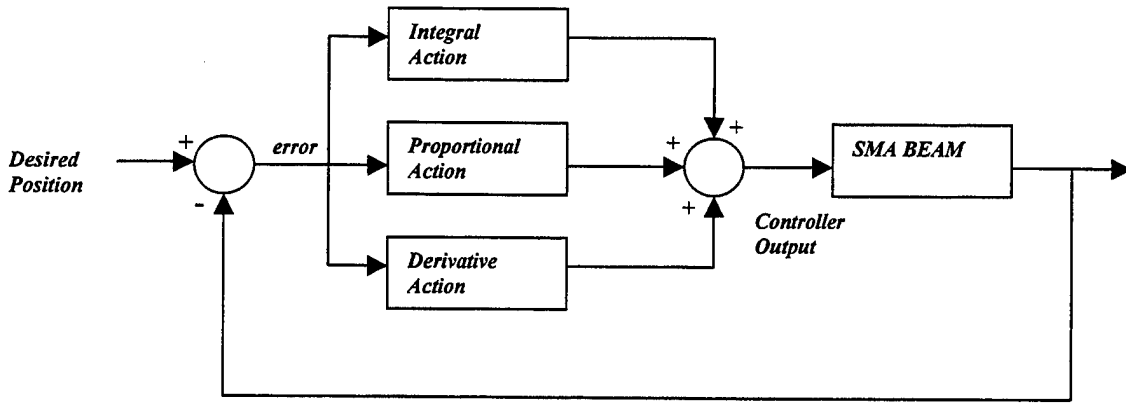 Integral
Action
+
+
Desired
Position
error
Proportional
Action
+
SMA BEAM
-
+
Controller
Output
Derivative
Action